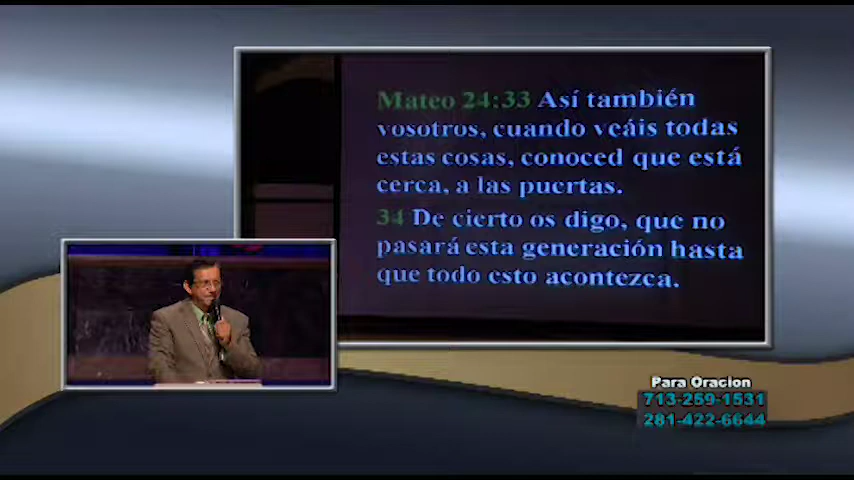 Mateo 24:33 Así también
vosotros, cuando veáis todas
estas cosas, conoced que está
cerca, a las puertas.
34 De cierto os digo, que no
pasará esta generación hasta
que todo esto acontezca.
Para Oracion
713-259-1531
281-422-6644